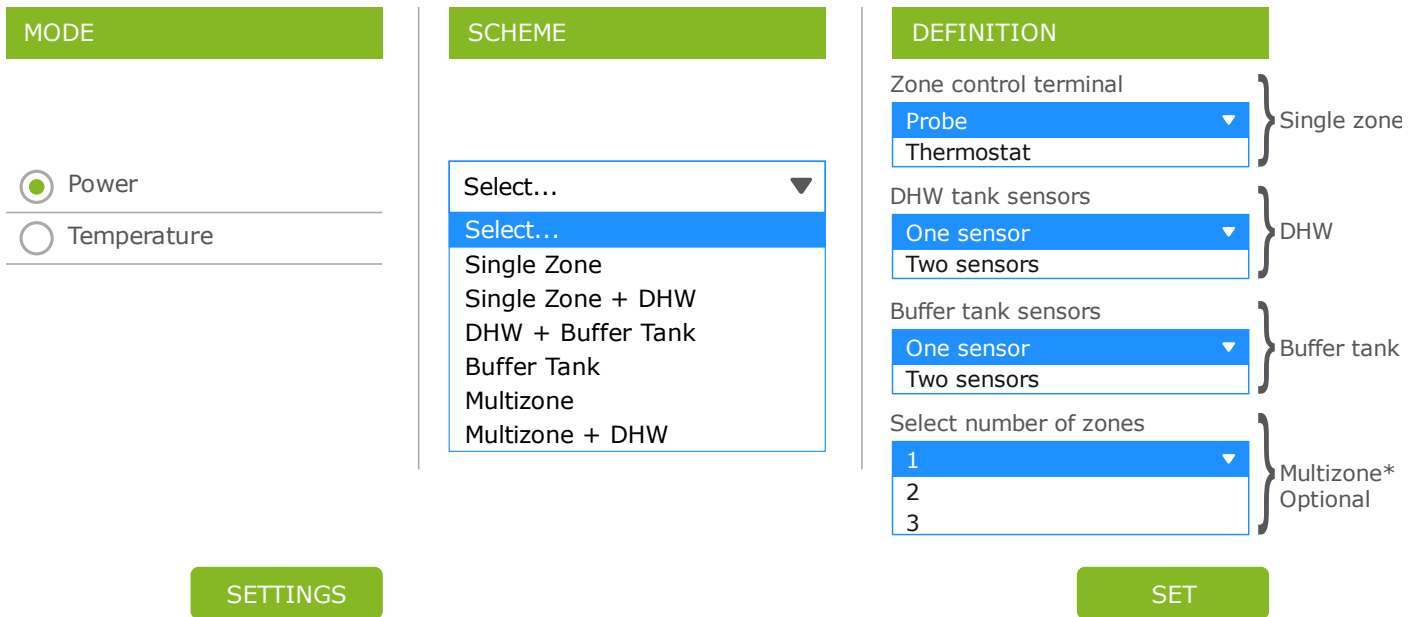 MODE
Power
Temperature
SETTINGS
SCHEME
Select...
Select...
Single Zone
Single Zone + DHW
DHW + Buffer Tank
Buffer Tank
Multizone
Multizone + DHW
DEFINITION
Zone control terminal
Probe
Thermostat
Single zone
DHW tank sensors
One sensor
Two sensors
DHW
Buffer tank sensors
One sensor
Two sensors
Buffer tank
Select number of zones
1
2
3
Multizone*
Optional
SET